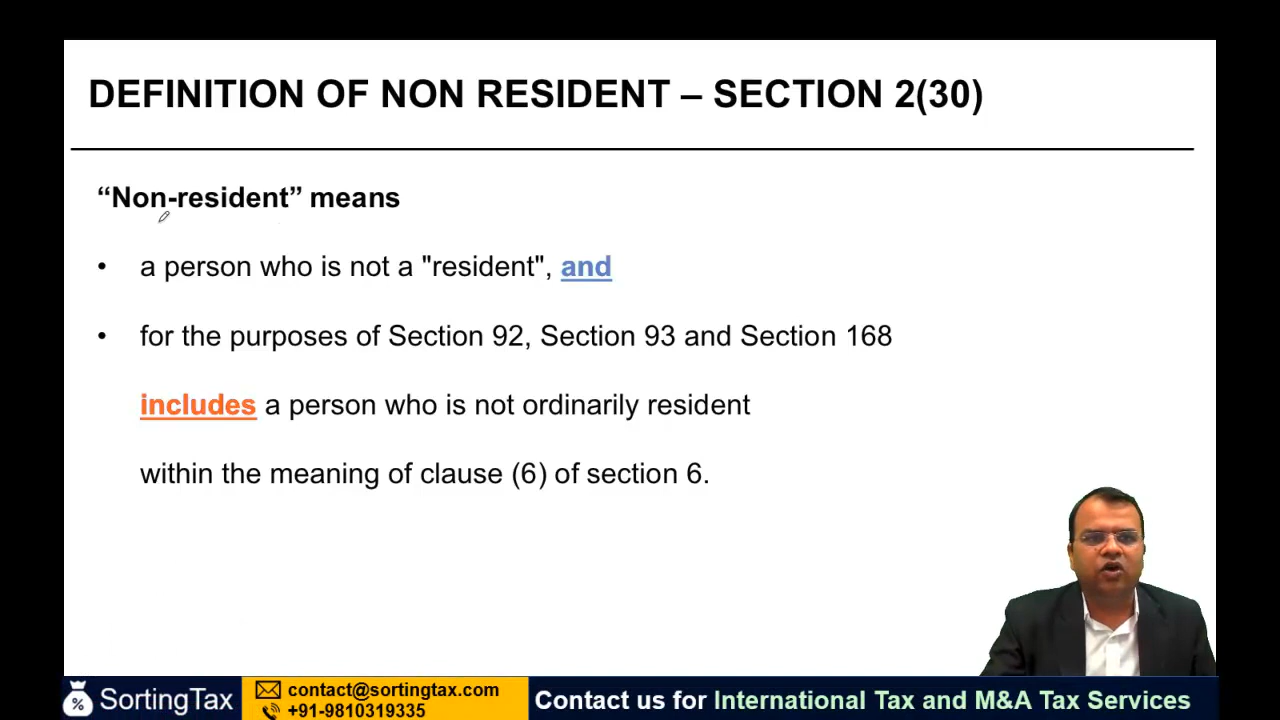 DEFINITION OF NON RESIDENT – SECTION 2(30)
“Non-resident” means
• a person who is not a "resident", and
• for the purposes of Section 92, Section 93 and Section 168
includes a person who is not ordinarily resident
within the meaning of clause (6) of section 6.
SortingTax
contact@sortingtax.com
+91-9810319335
Contact us for International Tax and M&A Tax Services